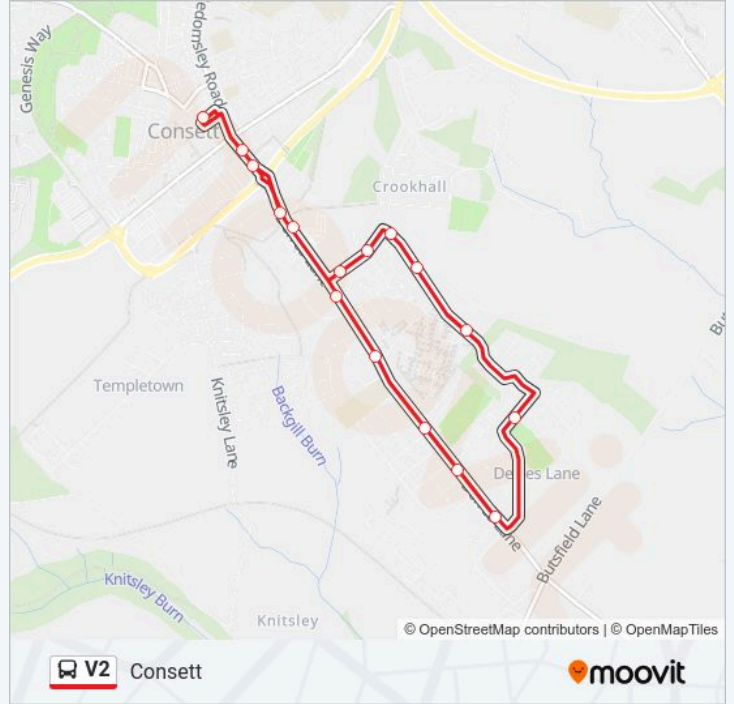 Genesis Way
edomsley Road
Consett
Crookhall
Templetown
Knitsley Lane
Backgill Burn
Delves Lane
Butsfield Lane
Knitsley Burn
Knitsley
© OpenStreetMap contributors | © OpenMapTiles
V2 Consett
moovit